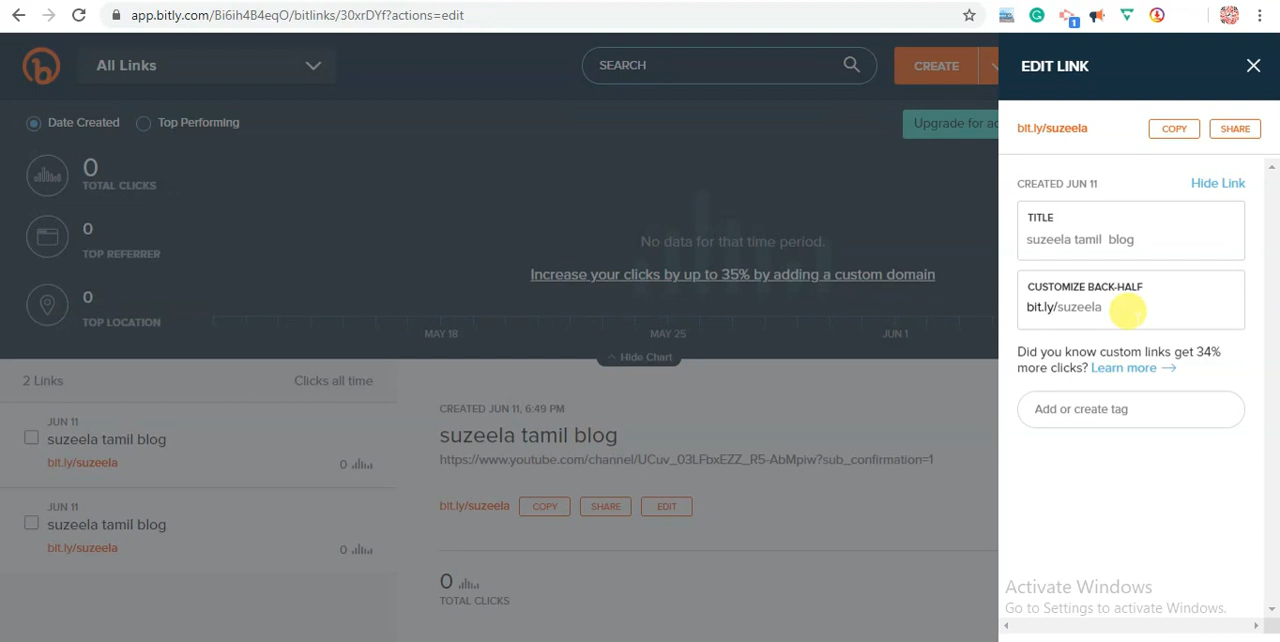 app.bitly.com/Bi6ih4B4eqO/bitlinks/30xrDYf?actions=edit
1
All Links
SEARCH
CREATE
EDIT LINK
Date Created
Top Performing
Upgrade for ac
bit.ly/suzeela
COPY
SHARE
0
TOTAL CLICKS
CREATED JUN 11
Hide Link
TITLE
suzeela tamil  blog
0
TOP REFERRER
No data for that time period.
Increase your clicks by up to 35% by adding a custom domain
CUSTOMIZE BACK-HALF
bit.ly/suzeela
0
TOP LOCATION
MAY 18
MAY 25
JUN 1
Hide Chart
Did you know custom links get 34%
more clicks? Learn more →
Add or create tag
2 Links
Clicks all time
JUN 11
suzeela tamil blog
bit.ly/suzeela
0
JUN 11
suzeela tamil blog
bit.ly/suzeela
0
CREATED JUN 11, 6:49 PM
suzeela tamil blog
https://www.youtube.com/channel/UCuv_03LFbxEZZ_R5-AbMpiw?sub_confirmation=1
bit.ly/suzeela
COPY
SHARE
EDIT
0
TOTAL CLICKS
Activate Windows
Go to Settings to activate Windows.